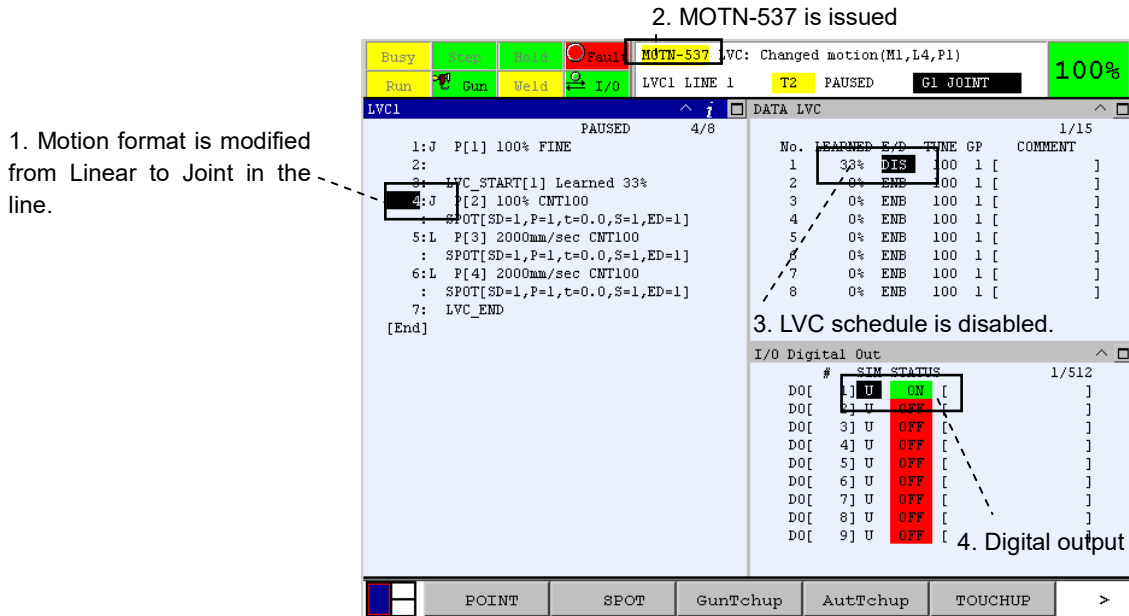 2. MOTN-537 is issued
Busy Step Hold Fault MOTN-537 LVC: Changed motion(M1,L4,P1)
Run Gun Weld I/O LVC1 LINE 1 T2 PAUSED G1 JOINT 100%
1. Motion format is modified
from Linear to Joint in the
line.
LVC1
PAUSED 4/8
1:J P[1] 100% FINE
2:
3: LVC_START[1] Learned 33%
4:J P[2] 100% CNT100
: SPOT[SD=1,P=1,t=0.0,S=1,ED=1]
5:L P[3] 2000mm/sec CNT100
: SPOT[SD=1,P=1,t=0.0,S=1,ED=1]
6:L P[4] 2000mm/sec CNT100
: SPOT[SD=1,P=1,t=0.0,S=1,ED=1]
7: LVC_END
[End]
DATA LVC
1/15
No. LEARNED E/D TUNE GP COMMENT
1 33% DIS 100 1 [ ]
2 0% ENB 100 1 [ ]
3 0% ENB 100 1 [ ]
4 0% ENB 100 1 [ ]
5 0% ENB 100 1 [ ]
6 0% ENB 100 1 [ ]
7 0% ENB 100 1 [ ]
8 0% ENB 100 1 [ ]
3. LVC schedule is disabled.
I/O Digital Out
# SIM STATUS 1/512
DO[ 1] U ON [ ]
DO[ 2] U OFF [ ]
DO[ 3] U OFF [ ]
DO[ 4] U OFF [ ]
DO[ 5] U OFF [ ]
DO[ 6] U OFF [ ]
DO[ 7] U OFF [ ]
DO[ 8] U OFF [ ]
DO[ 9] U OFF [ ]
4. Digital output
POINT SPOT GunTchup AutTchup TOUCHUP >